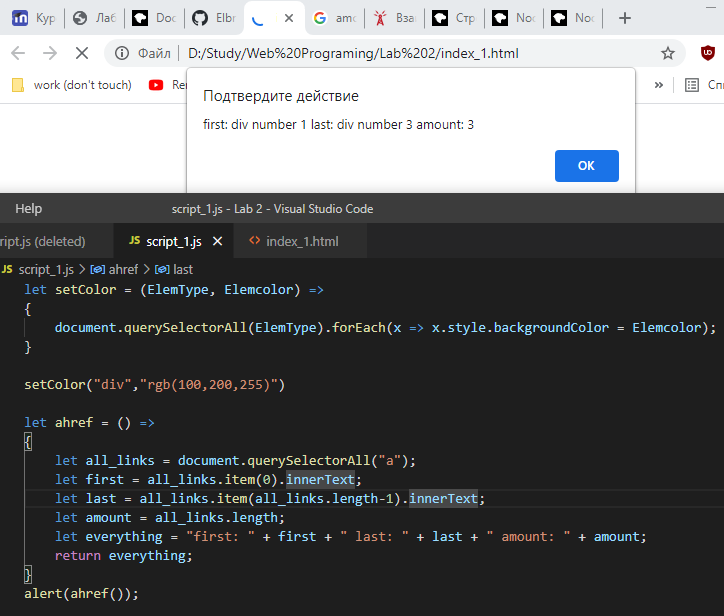 Кур
Лаб
Doc
Elbr
amo
Вза
Стр
Noc
Noc
Файл D:/Study/Web%20Programing/Lab%202/index_1.html
work (don't touch) Re » Спи
Подтвердите действие
first: div number 1 last: div number 3 amount: 3
OK
Help script_1.js - Lab 2 - Visual Studio Code
ript.js (deleted) JS script_1.js index_1.html
JS script_1.js > ahref > last
let setColor = (ElemType, Elemcolor) =>
{
document.querySelectorAll(ElemType).forEach(x => x.style.backgroundColor = Elemcolor);
}
setColor("div","rgb(100,200,255)")
let ahref = () =>
{
let all_links = document.querySelectorAll("a");
let first = all_links.item(0).innerText;
let last = all_links.item(all_links.length-1).innerText;
let amount = all_links.length;
let everything = "first: " + first + " last: " + last + " amount: " + amount;
return everything;
}
alert(ahref());